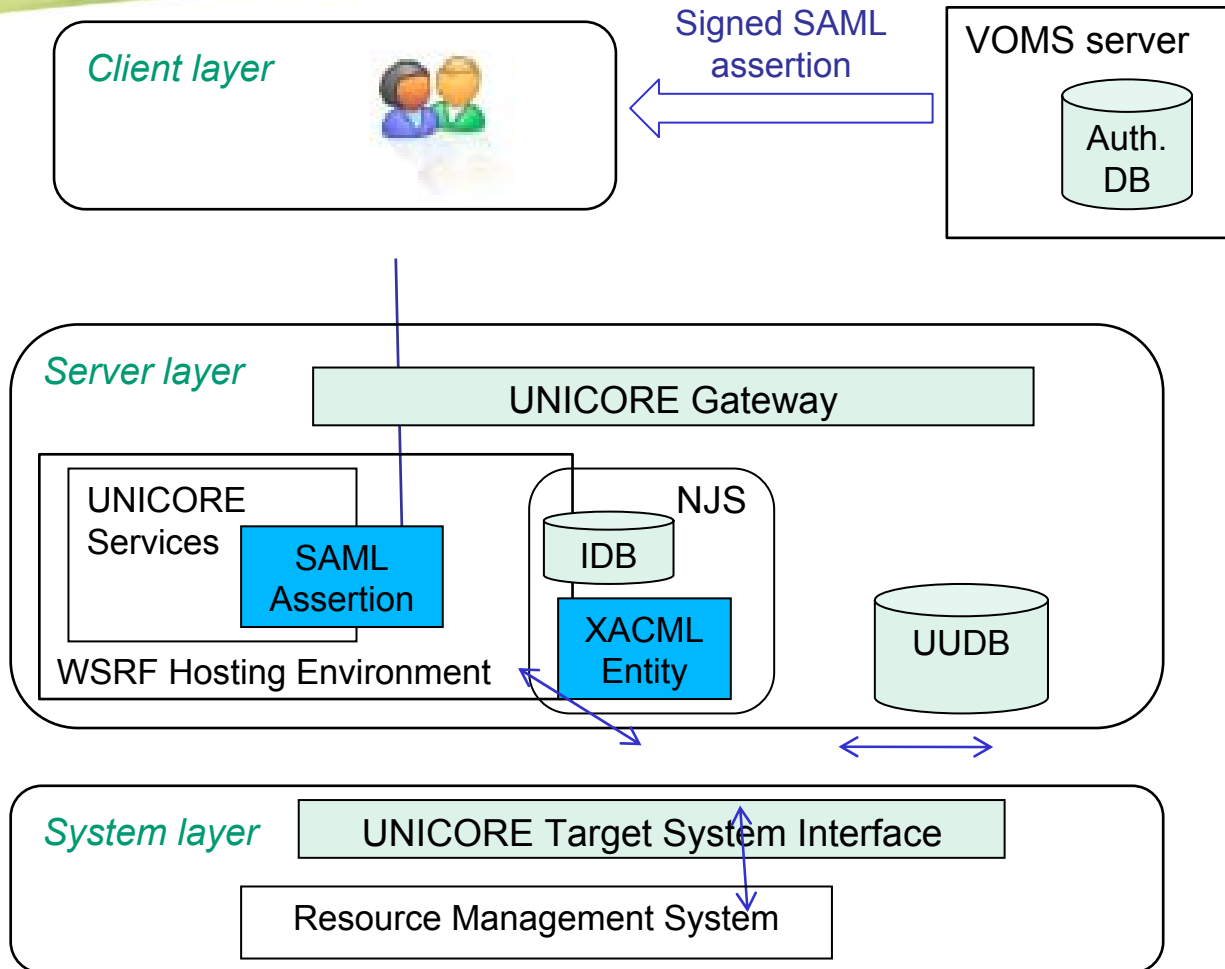 Client layer
Signed SAML
assertion
VOMS server
Auth.
DB
Server layer
UNICORE Gateway
UNICORE
Services
SAML
Assertion
NJS
IDB
XACML
Entity
UUDB
WSRF Hosting Environment
System layer
UNICORE Target System Interface
Resource Management System